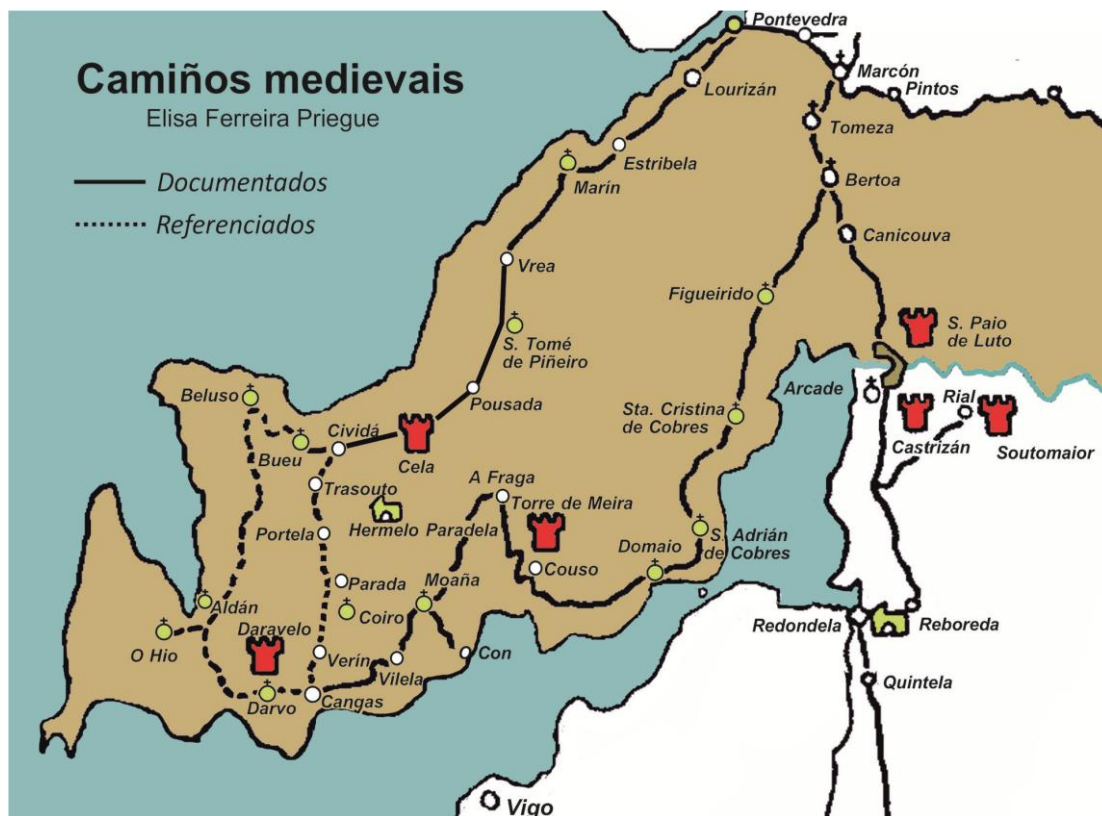 Camiños medievais
Elisa Ferreira Priegue
Documentados
Referenciados
Pontevedra
Marcón
Pintos
Lourizán
Tomeza
Estribela
Marín
Bertoa
Canicouva
Vrea
Figueirido
S. Tomé
de Piñeiro
S. Paio
de Luto
Arcade
Beluso
Pousada
Sta. Cristina
de Cobres
Rial
Castrizán
Soutomaior
Cividá
Bueu
Cela
Trasouto
A Fraga
Torre de Meira
Hermelo
Paradela
Portela
S. Adrián
de Cobres
Domaio
Couso
Parada
Moaña
Aldán
Coiro
Daravelo
Redondela
Reboreda
O Hio
Verín
Con
Vilela
Quintela
Darvo
Cangas
Vigo